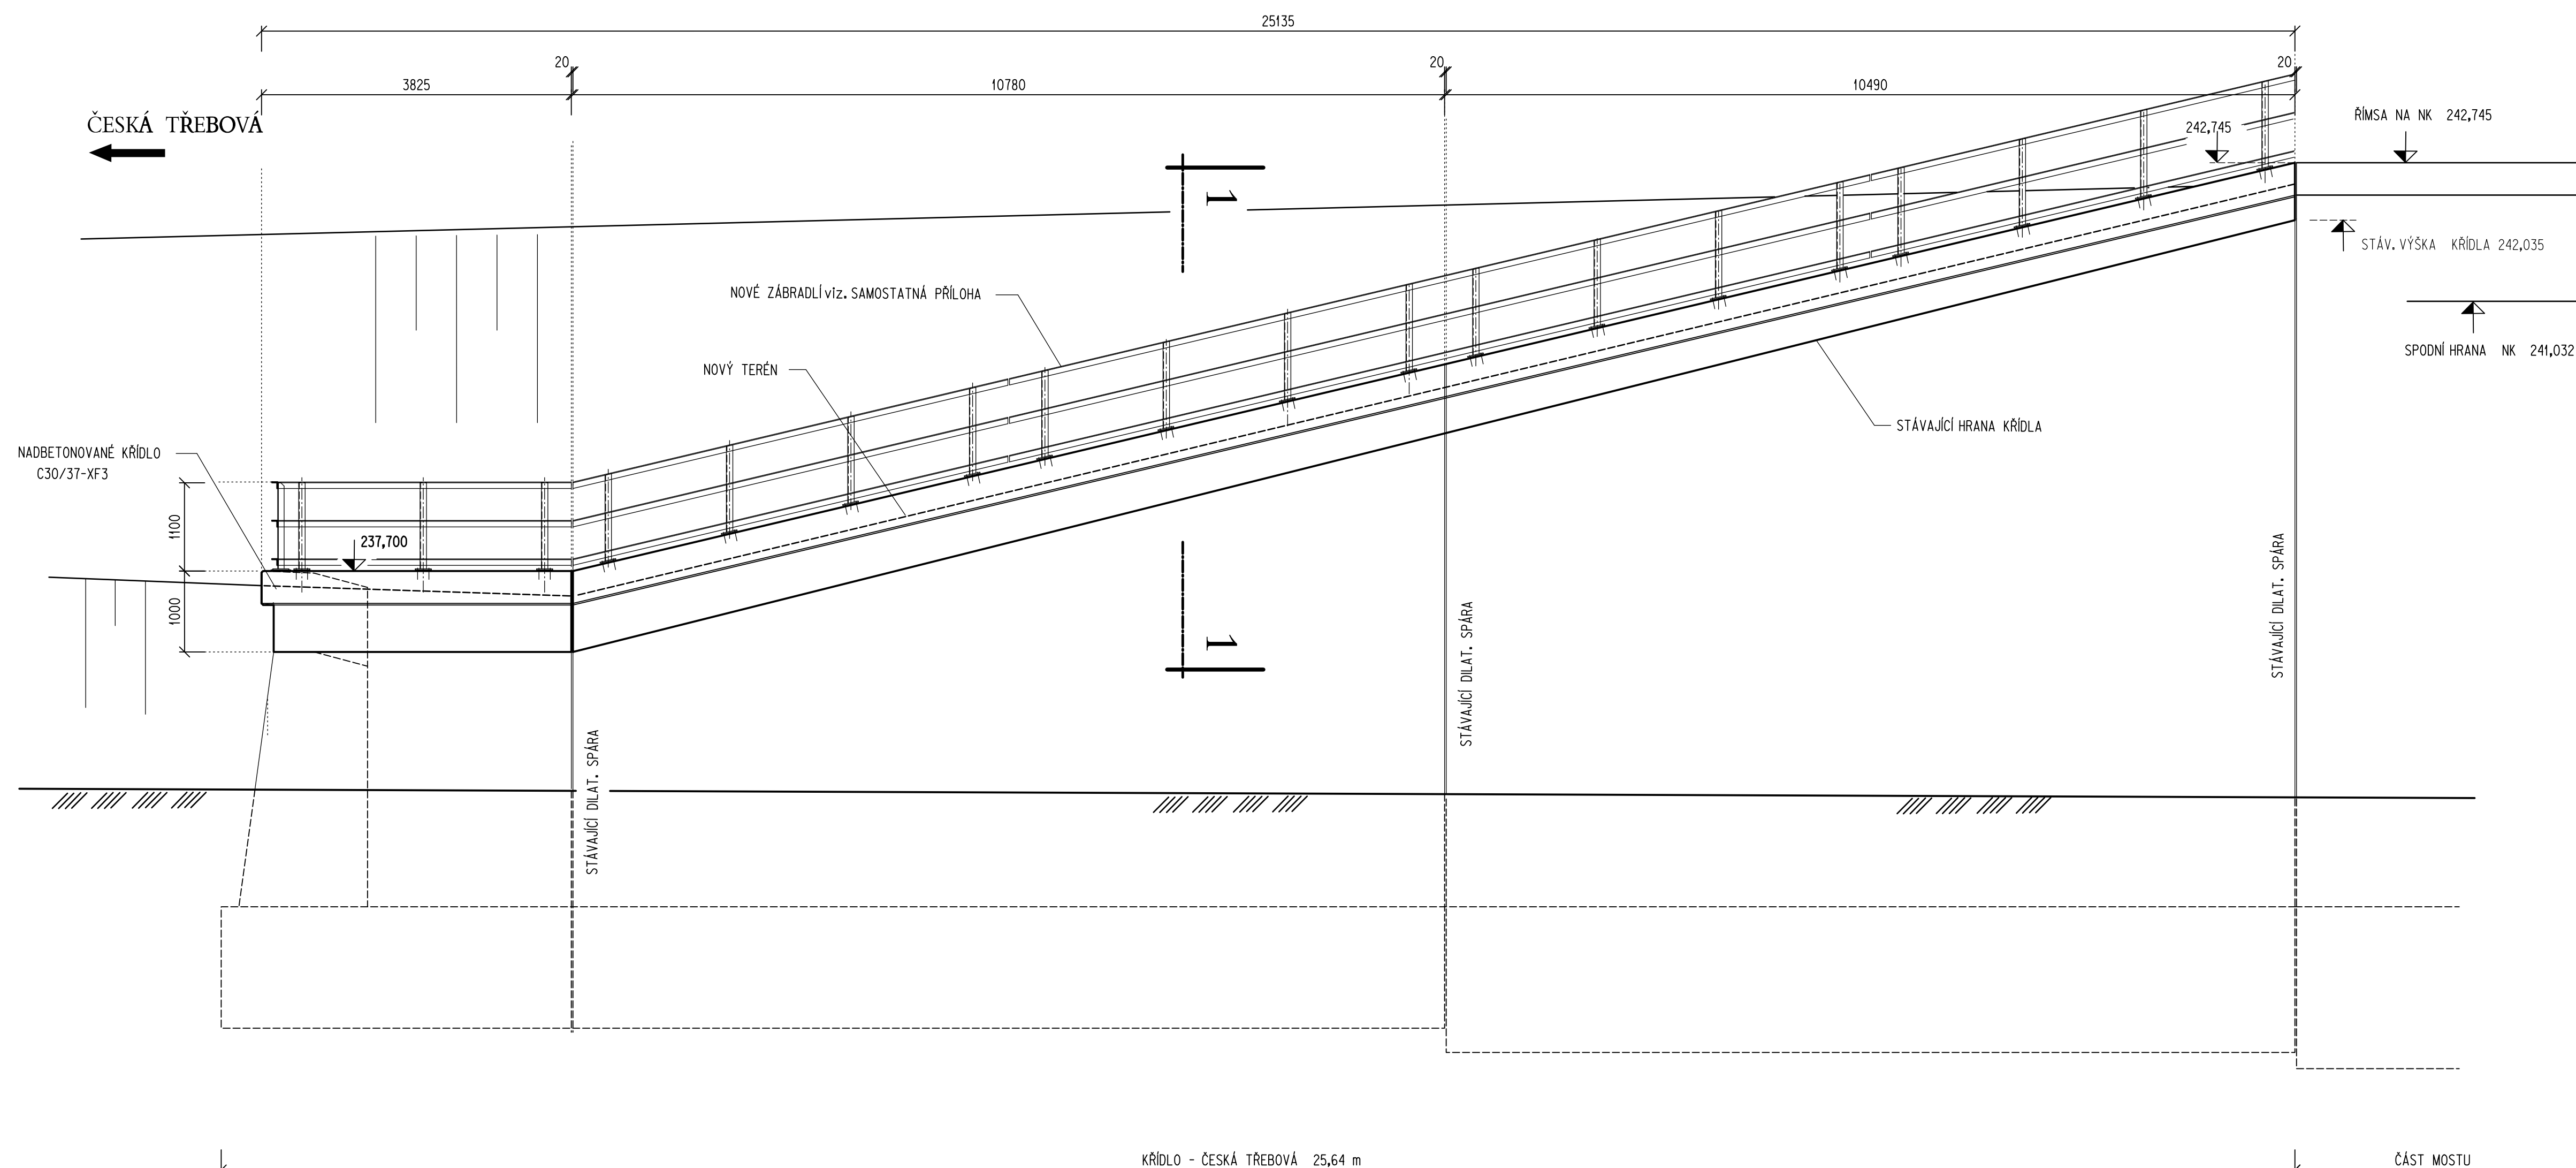 25135
20
20
20
3825
10780
10490
ČESKÁ TŘEBOVÁ
242,745
ŘÍMSA NA NK 242,745
1
STÁV. VÝŠKA KŘÍDLA 242,035
NOVÉ ZÁBRADLÍ viz. SAMOSTATNÁ PŘÍLOHA
SPODNÍ HRANA NK 241,032
NOVÝ TERÉN
STÁVAJÍCÍ HRANA KŘÍDLA
NADBETONOVANÉ KŘÍDLO
C30/37-XF3
1100
237,700
1000
1
STÁVAJÍCÍ DILAT. SPÁRA
STÁVAJÍCÍ DILAT. SPÁRA
STÁVAJÍCÍ DILAT. SPÁRA
KŘÍDLO - ČESKÁ TŘEBOVÁ 25,64 m
ČÁST MOSTU